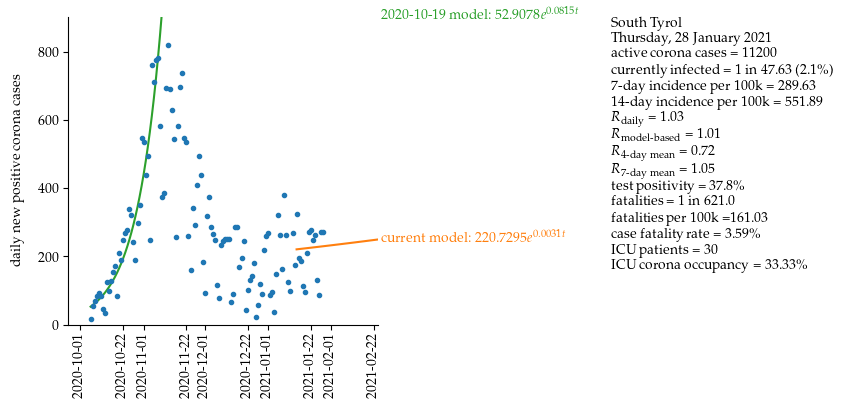 2020-10-19 model: 52.9078e^0.0815t
South Tyrol
Thursday, 28 January 2021
active corona cases = 11200
currently infected = 1 in 47.63 (2.1%)
7-day incidence per 100k = 289.63
14-day incidence per 100k = 551.89
R_daily = 1.03
R_model-based = 1.01
R_4-day mean = 0.72
R_7-day mean = 1.05
test positivity = 37.8%
fatalities = 1 in 621.0
fatalities per 100k =161.03
case fatality rate = 3.59%
ICU patients = 30
ICU corona occupancy = 33.33%
current model: 220.7295e^0.0031t
daily new positive corona cases
800
600
400
200
0
2020-10-01
2020-10-22
2020-11-01
2020-11-22
2020-12-01
2020-12-22
2021-01-01
2021-01-22
2021-02-01
2021-02-22